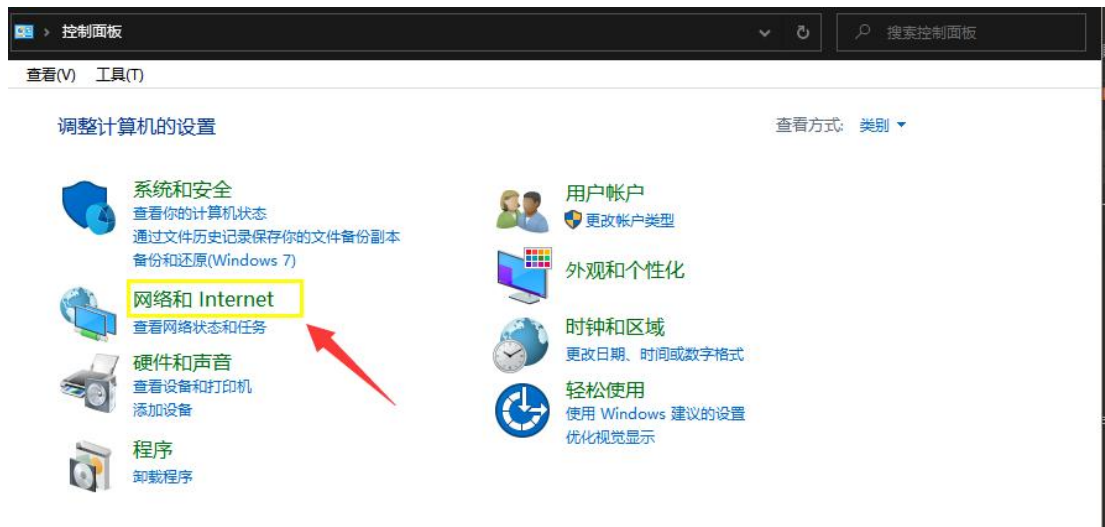 控制面板
搜索控制面板
查看(V) 工具(T)
调整计算机的设置
查看方式: 类别
系统和安全
查看你的计算机状态
通过文件历史记录保存你的文件备份副本
备份和还原(Windows 7)
网络和 Internet
查看网络状态和任务
硬件和声音
查看设备和打印机
添加设备
程序
卸载程序
用户帐户
更改帐户类型
外观和个性化
时钟和区域
更改日期、时间或数字格式
轻松使用
使用 Windows 建议的设置
优化视觉显示